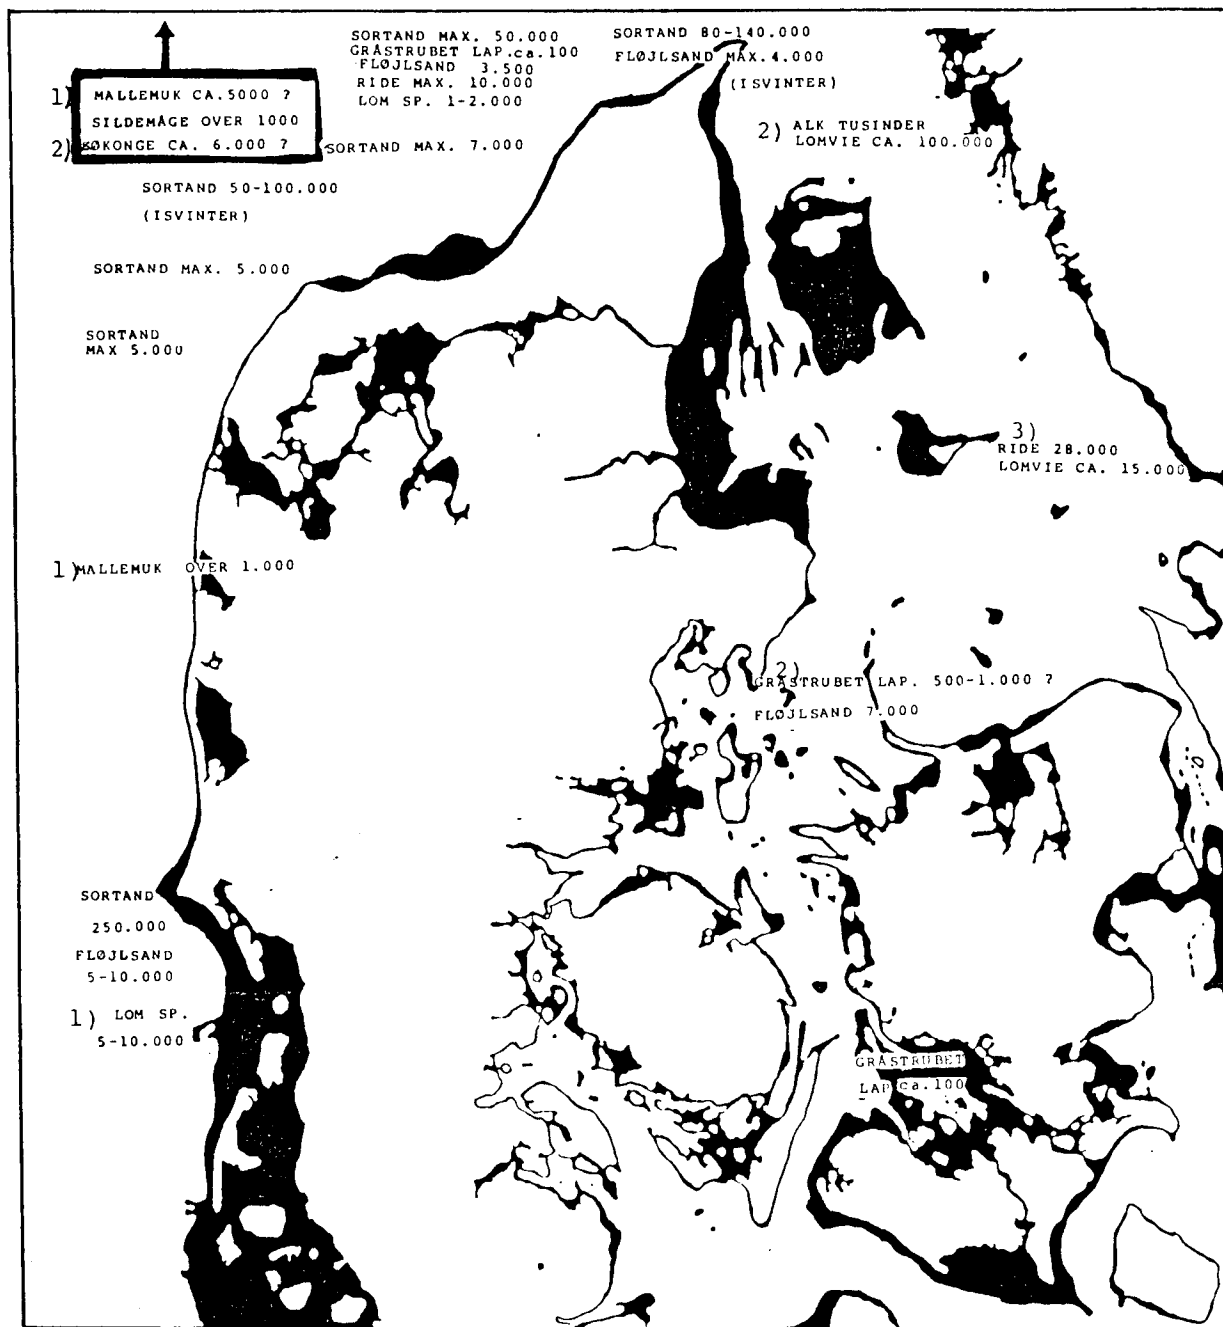 SORTAND MAX. 50.000
GRÅSTRUBET LAP.ca.100
FLØJLSAND 3.500
RIDE MAX. 10.000
LOM SP. 1-2.000
SORTAND 80-140.000
FLØJLSAND MAX.4.000
(ISVINTER)
1) MALLEMUK CA.5000 ?
SILDEMÅGE OVER 1000
2) SØKONGE CA. 6.000 ?
SORTAND MAX. 7.000
2) ALK TUSINDER
LOMVIE CA. 100.000
SORTAND 50-100.000
(ISVINTER)
SORTAND MAX. 5.000
SORTAND
MAX 5.000
3)
RIDE 28.000
LOMVIE CA. 15.000
1) MALLEMUK OVER 1.000
2)
GRÅSTRUBET LAP. 500-1.000 ?
FLØJLSAND 7.000
SORTAND
250.000
FLØJLSAND
5-10.000
1) LOM SP.
5-10.000
GRÅSTRUBET
LAP ca.100